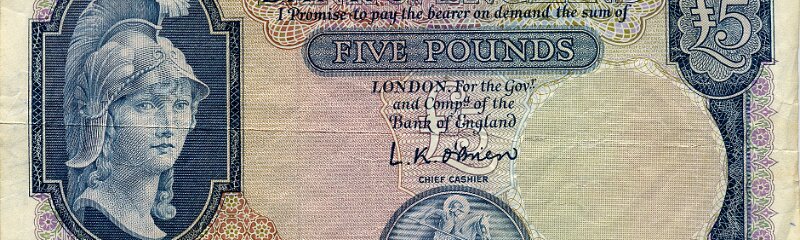 I Promise to pay the bearer on demand the sum of
FIVE POUNDS
£5
LONDON. For the Govr
and Compa of the
Bank of England
£5
L.K. O'Brien
CHIEF CASHIER